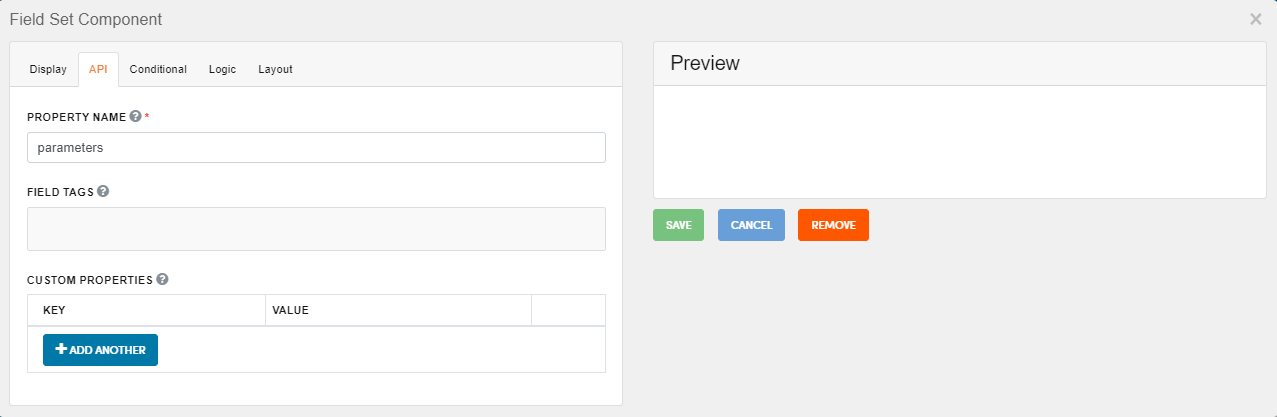 Field Set Component
×
Display API Conditional Logic Layout
PROPERTY NAME ? *
parameters
FIELD TAGS ?
CUSTOM PROPERTIES ?
KEY VALUE
+ ADD ANOTHER
Preview
SAVE CANCEL REMOVE